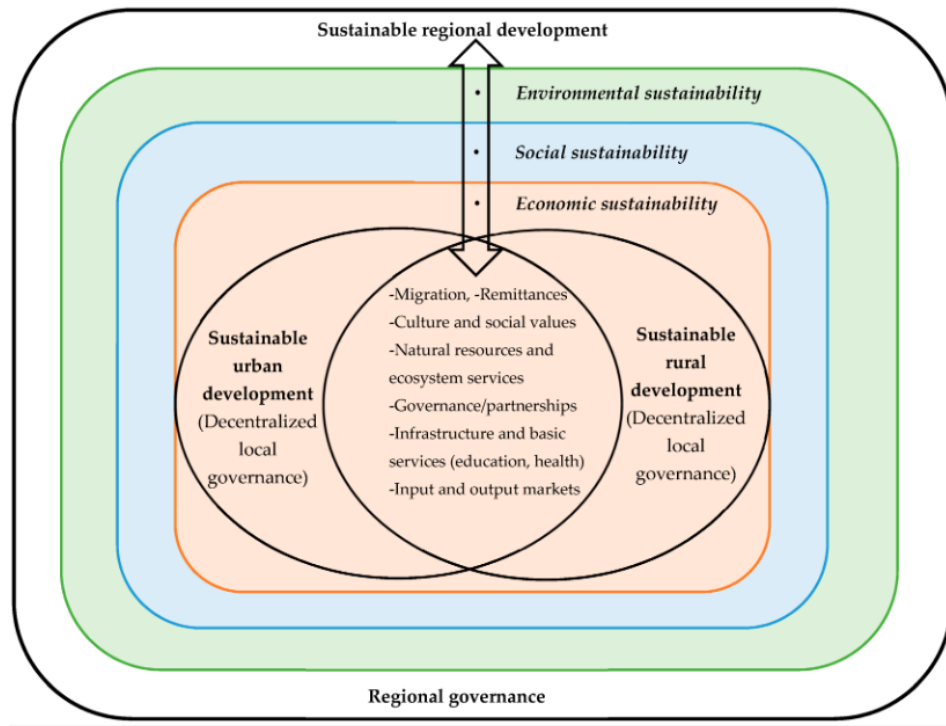 Sustainable regional development
• Environmental sustainability
• Social sustainability
• Economic sustainability
-Migration, -Remittances
-Culture and social values
-Natural resources and
ecosystem services
-Governance/partnerships
-Infrastructure and basic
services (education, health)
-Input and output markets
Sustainable
urban
development
(Decentralized
local
governance)
Sustainable
rural
development
(Decentralized
local
governance)
Regional governance